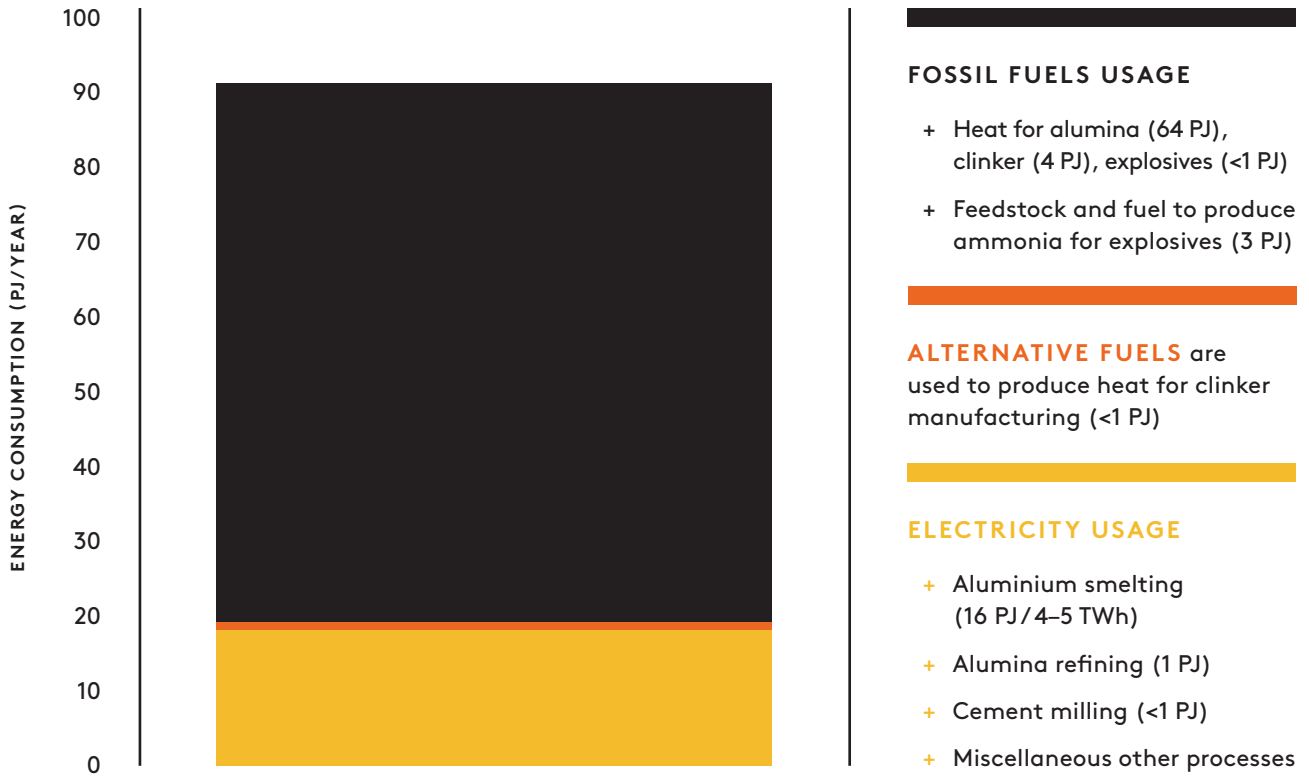 100
90
80
70
60
50
40
30
20
10
0
ENERGY CONSUMPTION (PJ/YEAR)
FOSSIL FUELS USAGE
+ Heat for alumina (64 PJ),
clinker (4 PJ), explosives (<1 PJ)
+ Feedstock and fuel to produce
ammonia for explosives (3 PJ)
ALTERNATIVE FUELS are
used to produce heat for clinker
manufacturing (<1 PJ)
ELECTRICITY USAGE
+ Aluminium smelting
(16 PJ/4–5 TWh)
+ Alumina refining (1 PJ)
+ Cement milling (<1 PJ)
+ Miscellaneous other processes